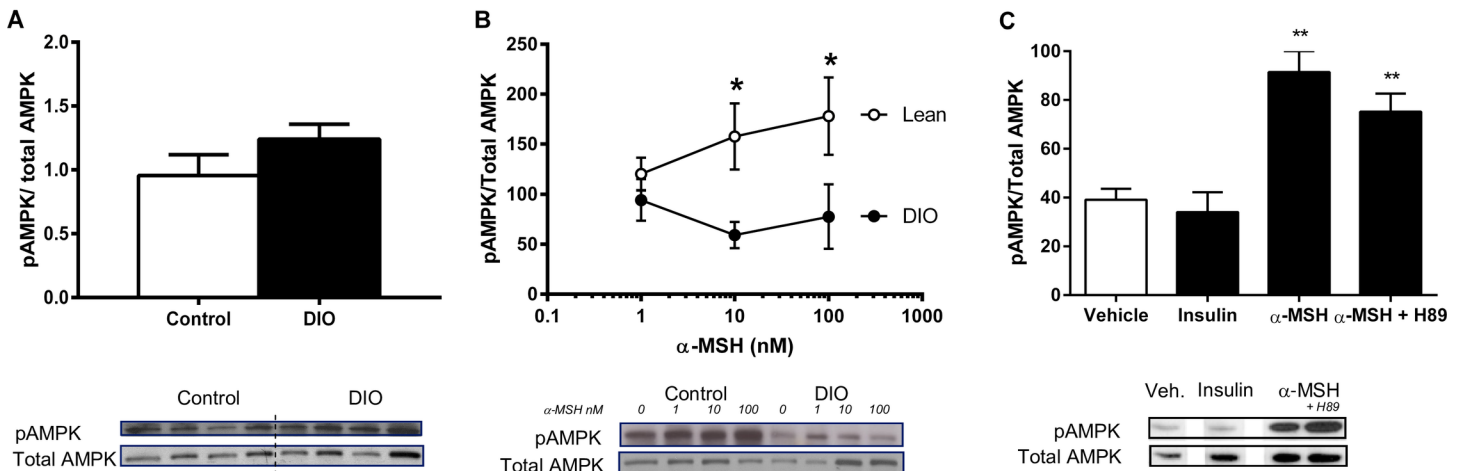 A
pAMPK/ total AMPK
2.0
1.5
1.0
0.5
0.0
Control DIO
Control DIO
pAMPK
Total AMPK
B
pAMPK/Total AMPK
250
200
150
100
50
0
* *
Lean
DIO
0.1 1 10 100 1000
α-MSH (nM)
Control DIO
α-MSH nM 0 1 10 100 0 1 10 100
pAMPK
Total AMPK
C
pAMPK/Total AMPK
100
80
60
40
20
0
**
**
Vehicle Insulin α-MSH α-MSH + H89
Veh. Insulin α-MSH
+ H89
pAMPK
Total AMPK